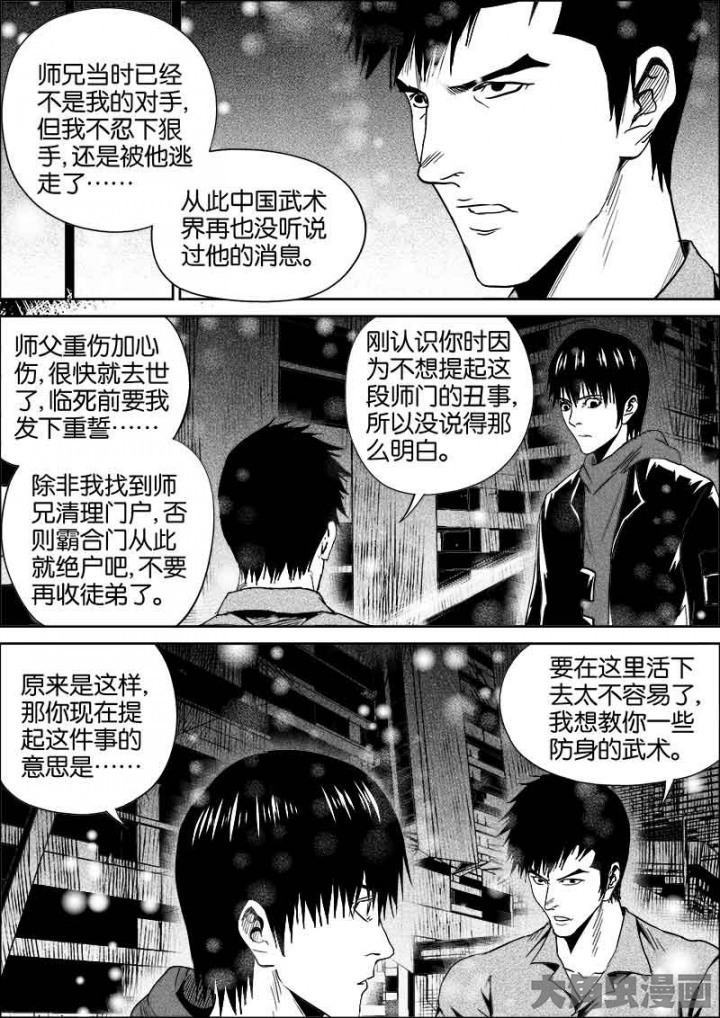 师兄当时已经
不是我的对手，
但我不忍下狠
手，还是被他逃
走了……
从此中国武术
界再也没听说
过他的消息。
师父重伤加心
伤，很快就去世
了，临死前要我
发下重誓……
除非我找到师
兄清理门户，否
则霸合门从此
就绝户吧，不要
再收徒弟了。
刚认识你时因
为不想提起这
段师门的丑事，
所以没说得那
么明白。
原来是这样，
那你现在提
起这件事的
意思是……
要在这里活下
去太不容易了，
我想教你一些
防身的武术。
大角虫漫画